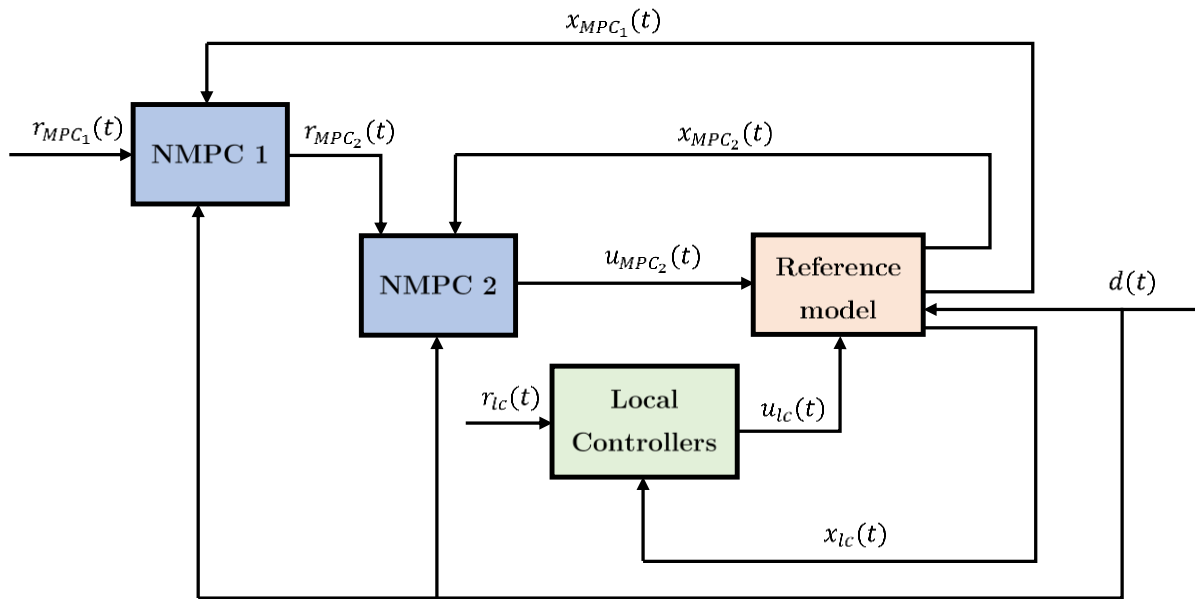 x_{MPC_1}(t)
r_{MPC_1}(t)
NMPC 1
r_{MPC_2}(t)
x_{MPC_2}(t)
NMPC 2
u_{MPC_2}(t)
Reference
model
d(t)
r_{lc}(t)
Local
Controllers
u_{lc}(t)
x_{lc}(t)